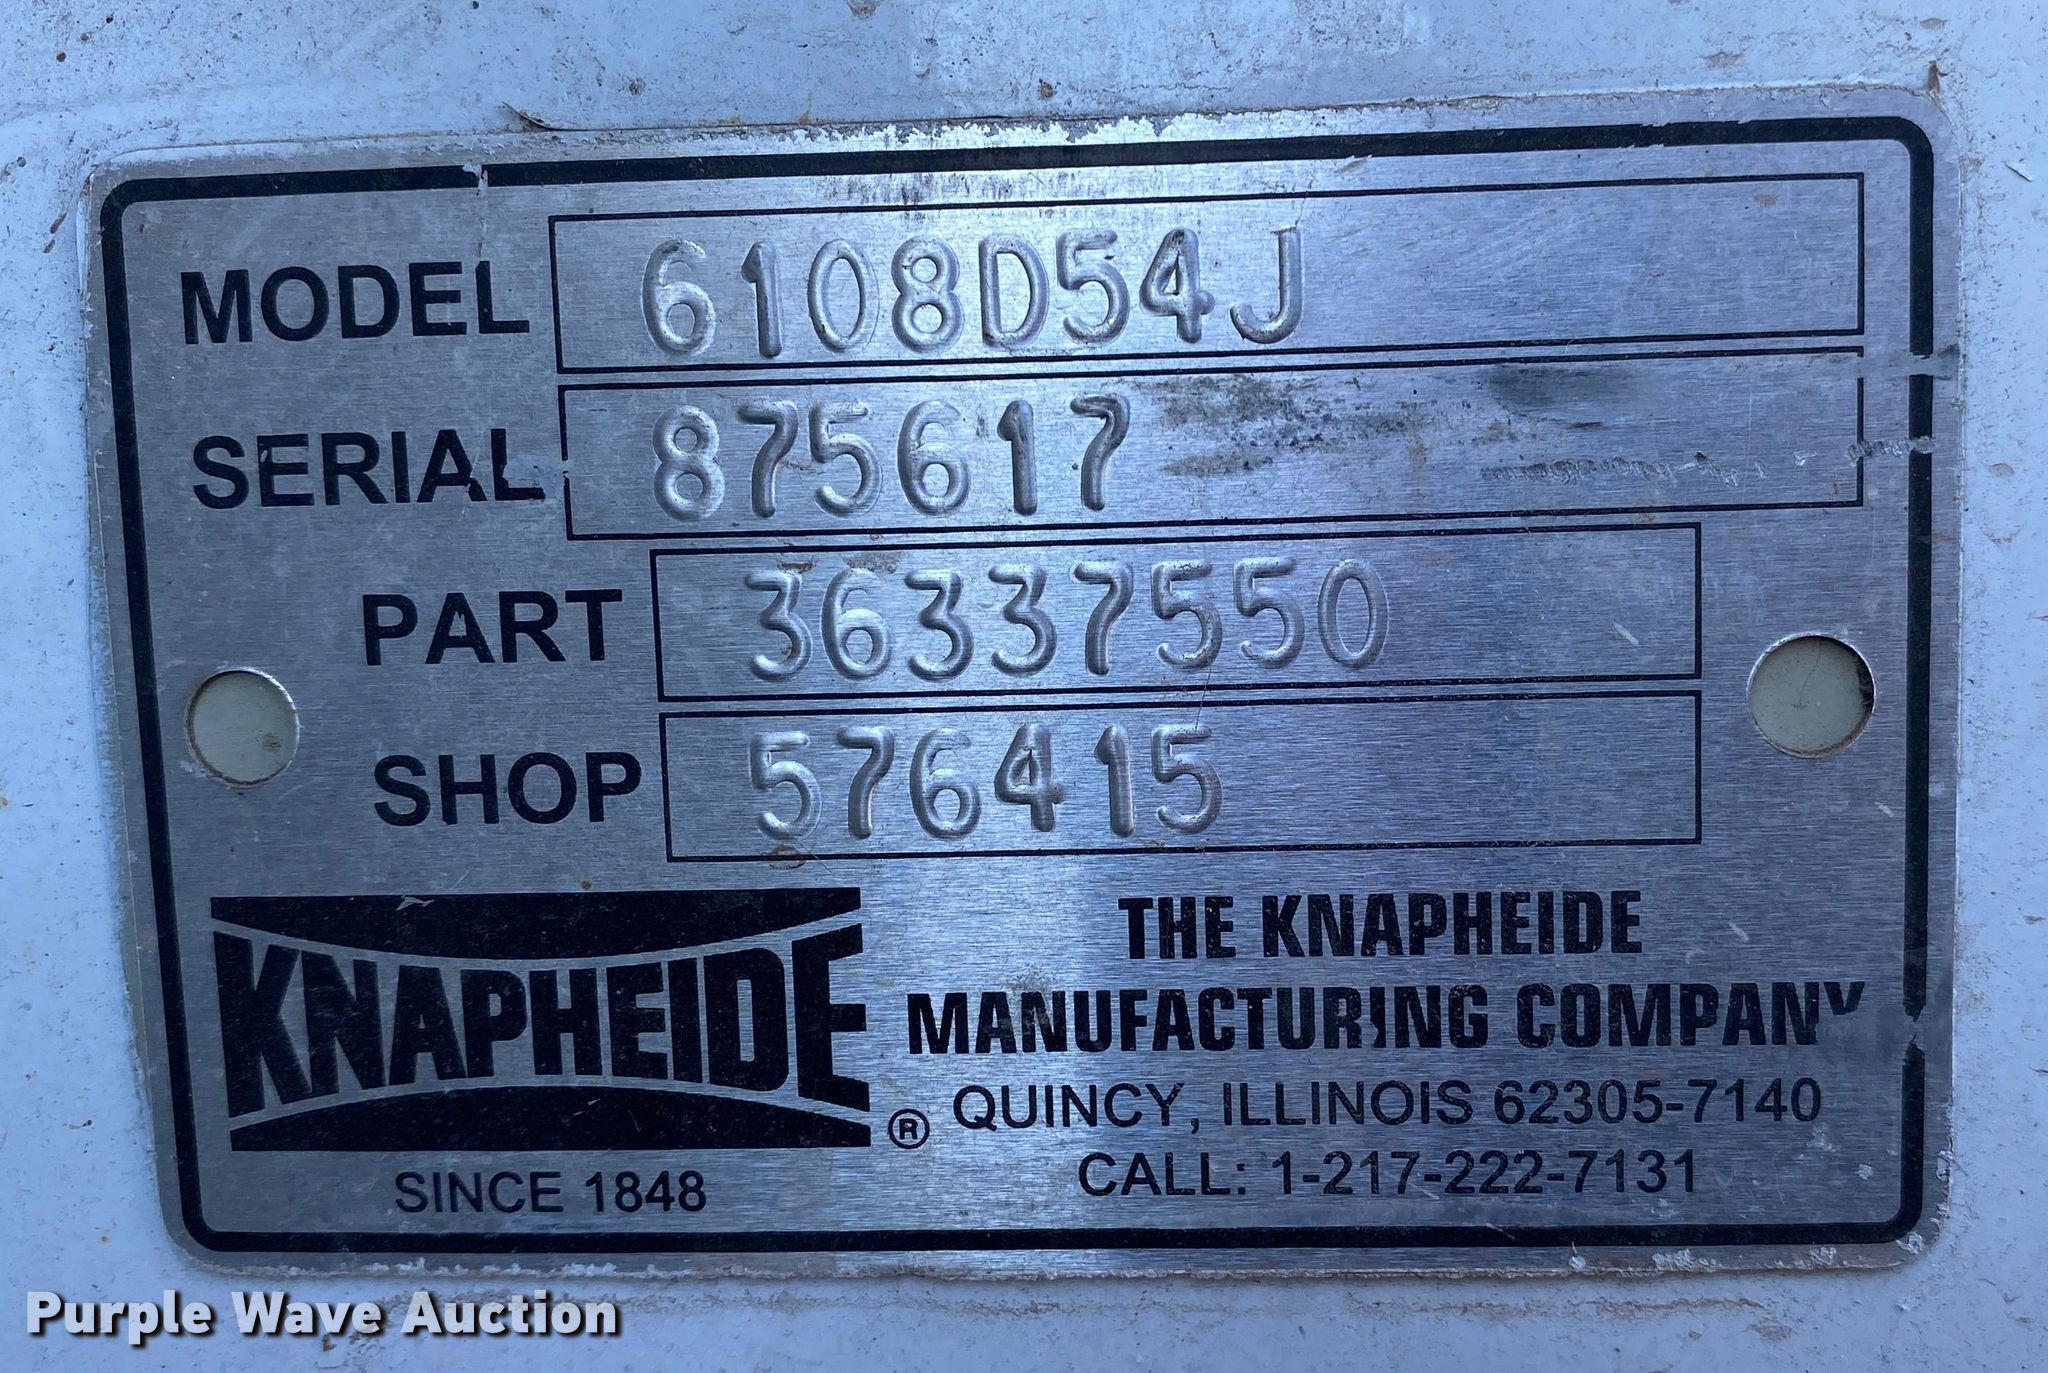 MODEL 6108D54J
SERIAL 875617
PART 36337550
SHOP 576415
KNAPHEIDE ®
SINCE 1848
THE KNAPHEIDE
MANUFACTURING COMPANY
QUINCY, ILLINOIS 62305-7140
CALL: 1-217-222-7131
Purple Wave Auction